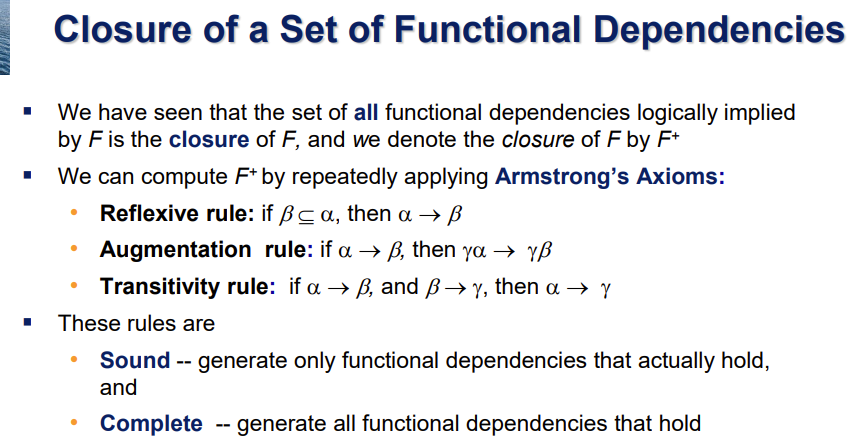 Closure of a Set of Functional Dependencies
▪ We have seen that the set of all functional dependencies logically implied
by F is the closure of F, and we denote the closure of F by F⁺
▪ We can compute F⁺ by repeatedly applying Armstrong’s Axioms:
• Reflexive rule: if β ⊆ α, then α → β
• Augmentation rule: if α → β, then γα → γβ
• Transitivity rule: if α → β, and β → γ, then α → γ
▪ These rules are
• Sound -- generate only functional dependencies that actually hold,
and
• Complete -- generate all functional dependencies that hold